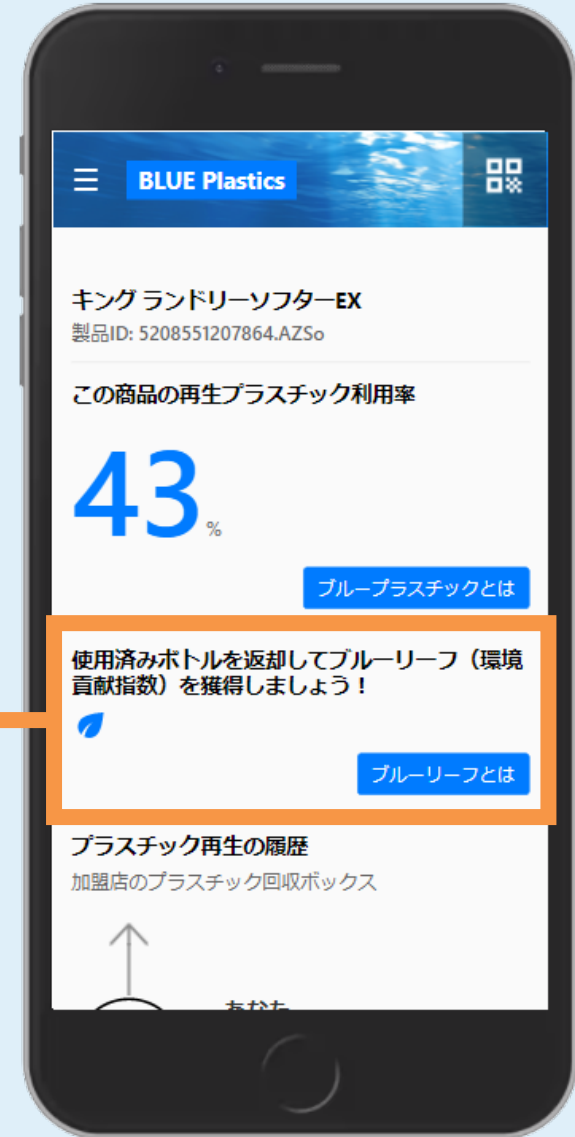 BLUE Plastics
キング ランドリーソフターEX
製品ID: 5208551207864.AZSo
この商品の再生プラスチック利用率
43%
ブループラスチックとは
使用済みボトルを返却してブルーリーフ（環境
貢献指数）を獲得しましょう！
ブルーリーフとは
プラスチック再生の履歴
加盟店のプラスチック回収ボックス
あなた